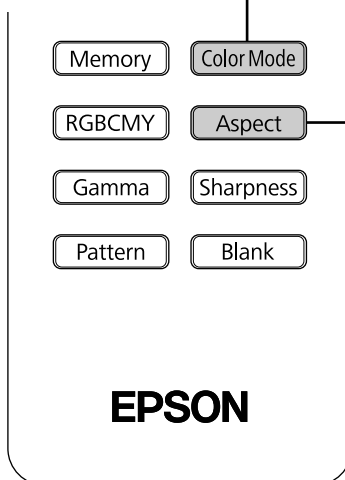 Memory Color Mode
RGBCMY Aspect
Gamma Sharpness
Pattern Blank
EPSON